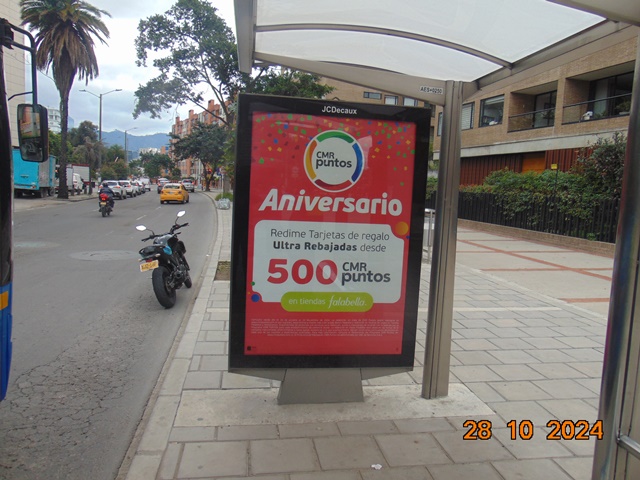 JCDecaux
CMR
puntos
Aniversario
Redime Tarjetas de regalo
Ultra Rebajadas desde
500 CMR
puntos
en tiendas falabella.
28 10 2024